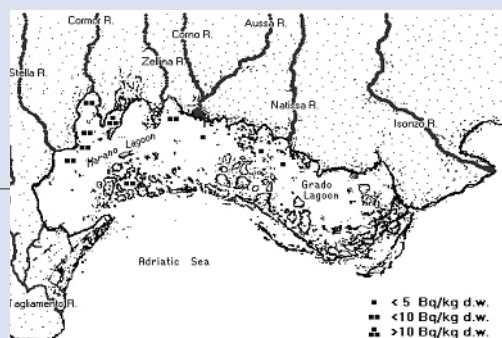 Cormor R.
Aussa R.
Corno R.
Zellina R.
Stella R.
Natissa R.
Isonzo R.
Marano Lagoon
Grado
Lagoon
Adriatic Sea
Tagliamento R.
< 5 Bq/kg d.w.
<10 Bq/kg d.w.
>10 Bq/kg d.w.